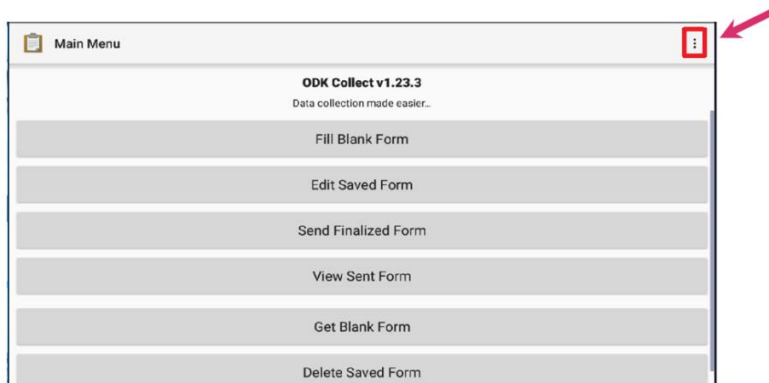 Main Menu
ODK Collect v1.23.3
Data collection made easier...
Fill Blank Form
Edit Saved Form
Send Finalized Form
View Sent Form
Get Blank Form
Delete Saved Form